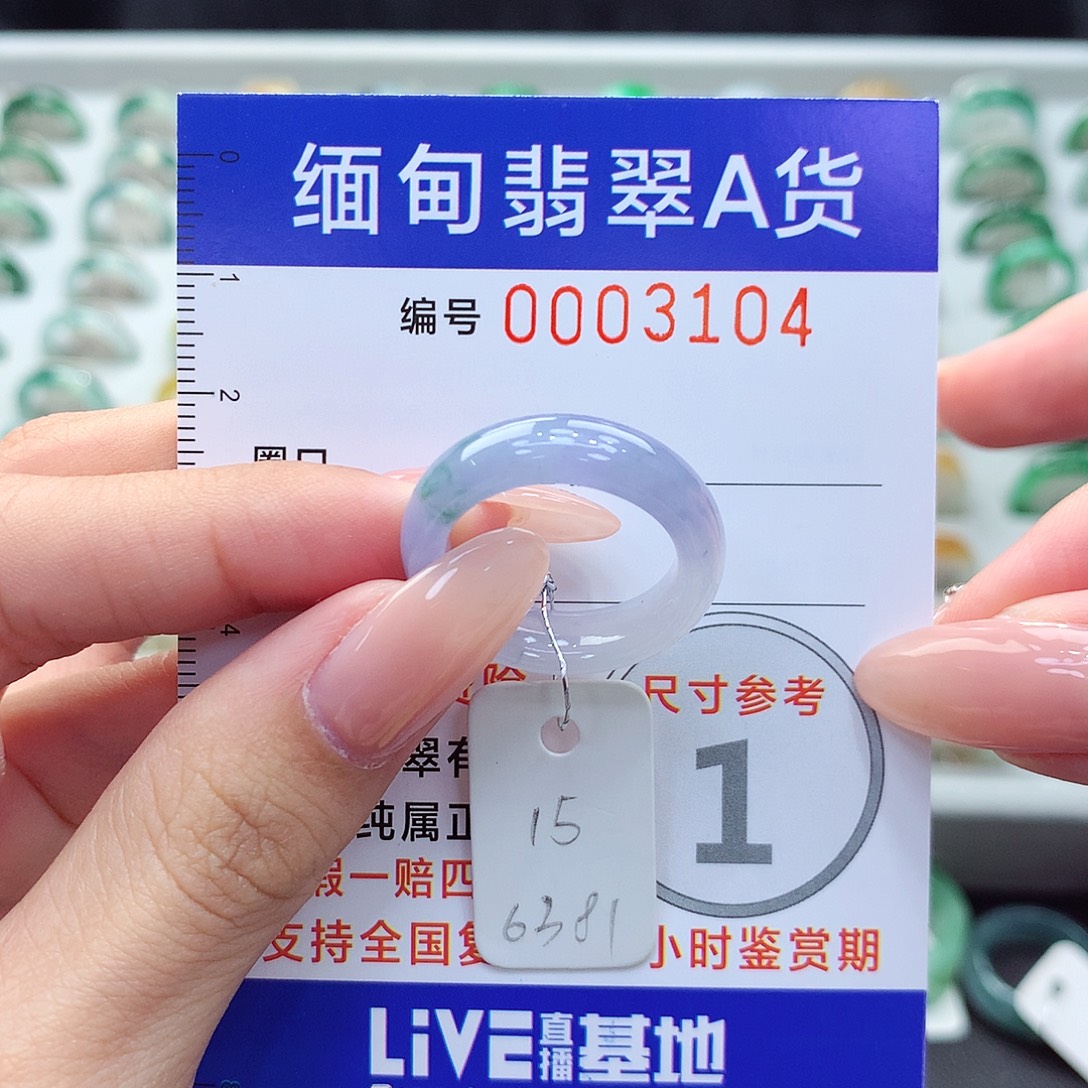 缅甸翡翠A货
编号 0003104
0
1
2
圈口
4
尺寸参考
1
翠有
纯属正
假一赔四
支持全国复
小时鉴赏期
15
6381
LiVE直播基地